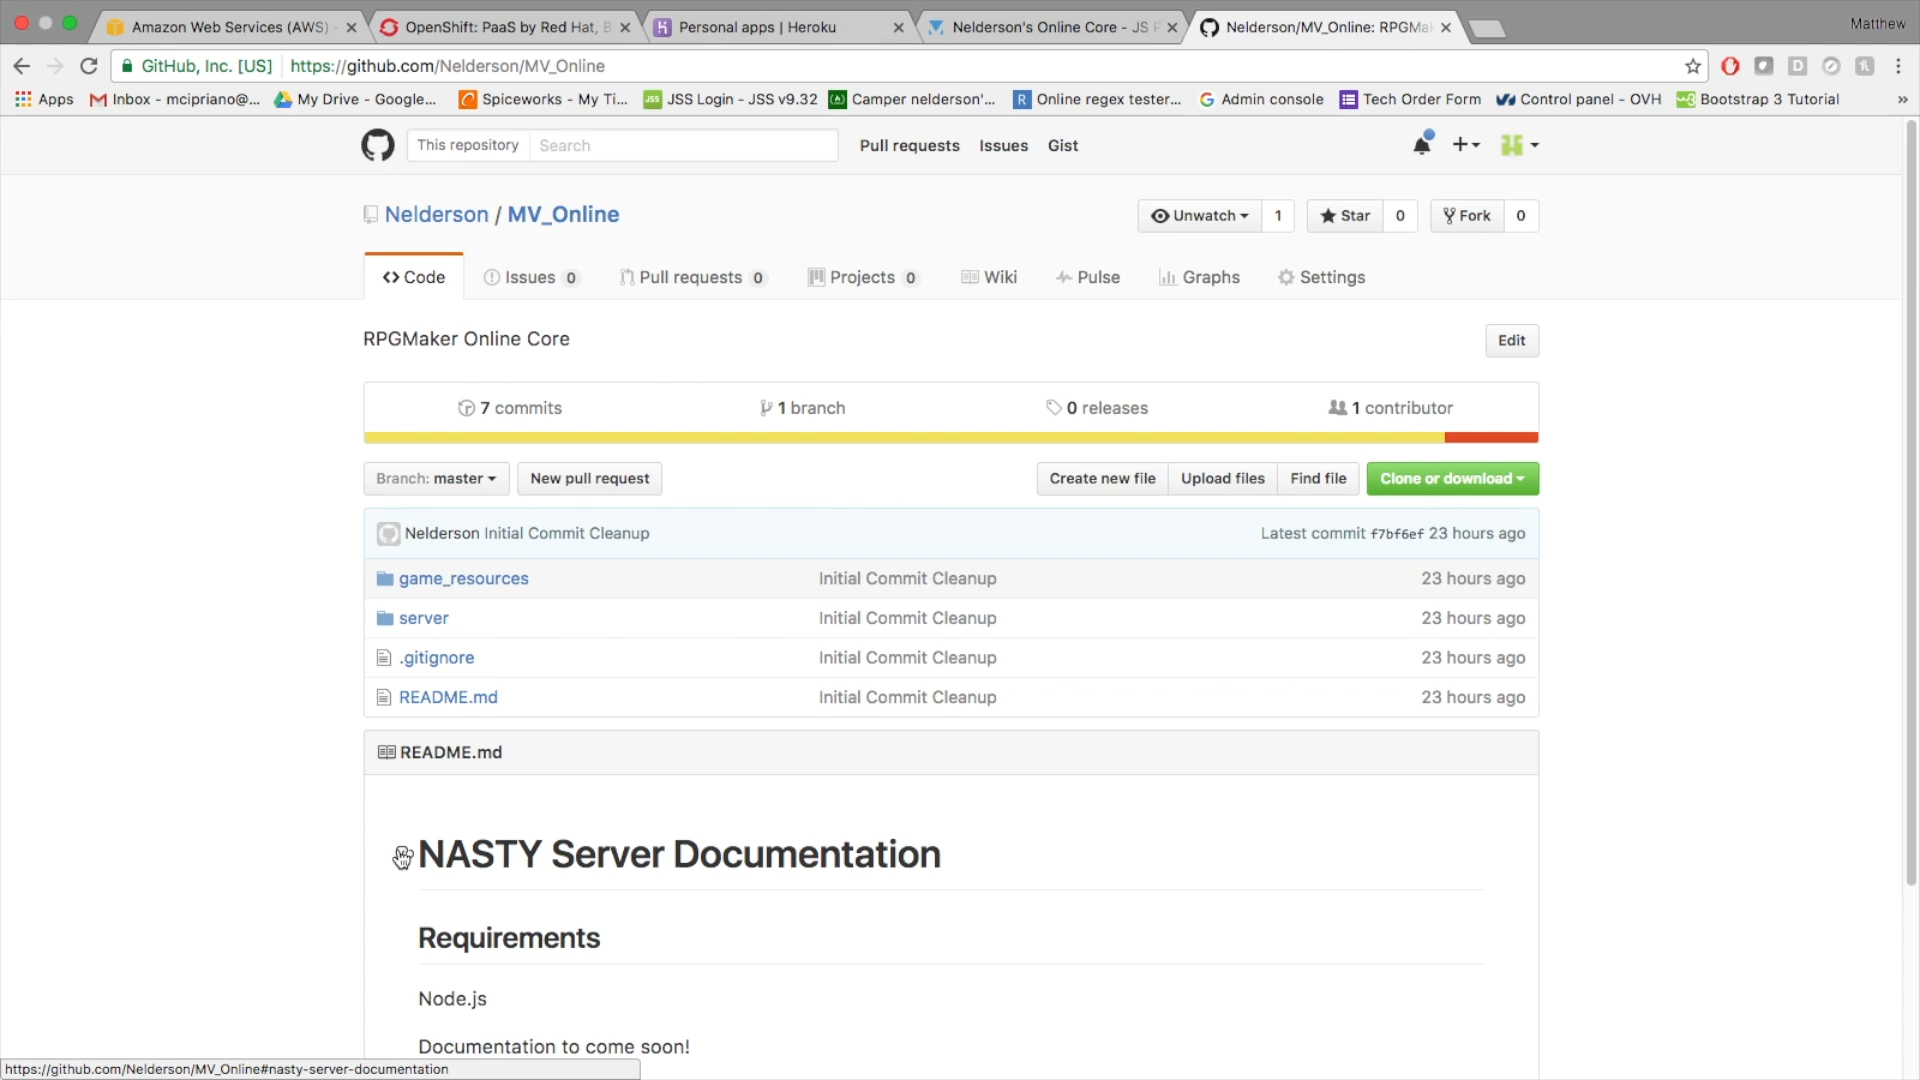 Amazon Web Services (AWS) -
OpenShift: PaaS by Red Hat, B
Personal apps | Heroku
Nelderson's Online Core - JS P
Nelderson/MV_Online: RPGMa
Matthew
GitHub, Inc. [US]
https://github.com/Nelderson/MV_Online
Apps
Inbox - mcipriano@...
My Drive - Google...
Spiceworks - My Ti...
JSS Login - JSS v9.32
Camper nelderson'...
Online regex tester...
Admin console
Tech Order Form
Control panel - OVH
Bootstrap 3 Tutorial
»
This repository
Search
Pull requests
Issues
Gist
Nelderson / MV_Online
Unwatch 1
Star 0
Fork 0
Code
Issues 0
Pull requests 0
Projects 0
Wiki
Pulse
Graphs
Settings
RPGMaker Online Core
Edit
7 commits
1 branch
0 releases
1 contributor
Branch: master
New pull request
Create new file
Upload files
Find file
Clone or download
Nelderson Initial Commit Cleanup
Latest commit f7bf6ef 23 hours ago
game_resources Initial Commit Cleanup 23 hours ago
server Initial Commit Cleanup 23 hours ago
.gitignore Initial Commit Cleanup 23 hours ago
README.md Initial Commit Cleanup 23 hours ago
README.md
NASTY Server Documentation
Requirements
Node.js
Documentation to come soon!
https://github.com/Nelderson/MV_Online#nasty-server-documentation